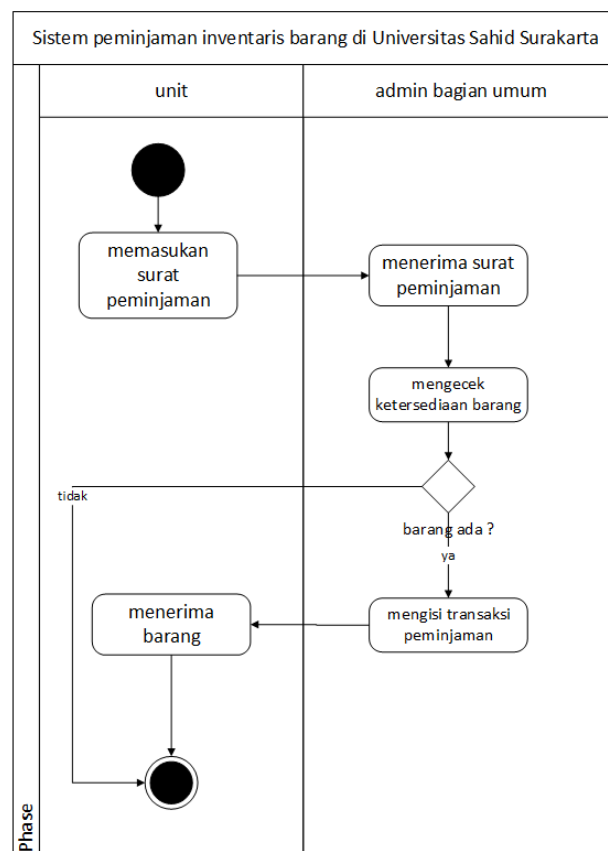 Sistem peminjaman inventaris barang di Universitas Sahid Surakarta
unit
admin bagian umum
memasukan
surat
peminjaman
menerima surat
peminjaman
mengecek
ketersediaan barang
tidak
barang ada ?
ya
menerima
barang
mengisi transaksi
peminjaman
Phase